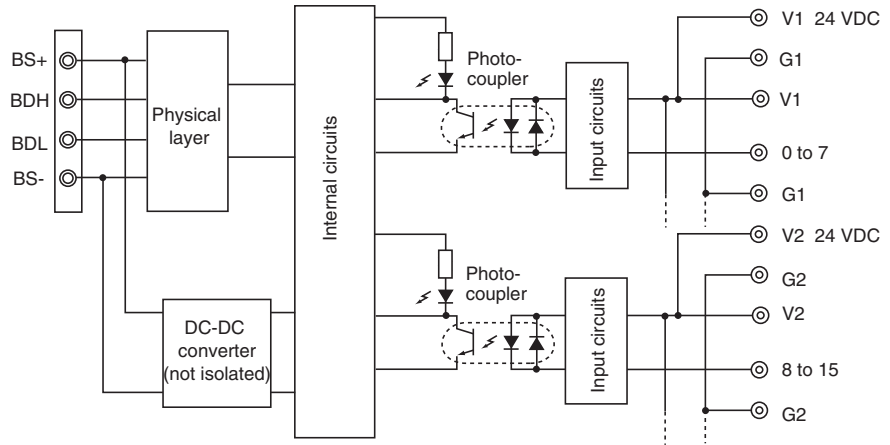 BS+
BDH
BDL
BS-
Physical
layer
DC-DC
converter
(not isolated)
Internal circuits
Photo-
coupler
Input circuits
V1 24 VDC
G1
V1
0 to 7
G1
Photo-
coupler
Input circuits
V2 24 VDC
G2
V2
8 to 15
G2